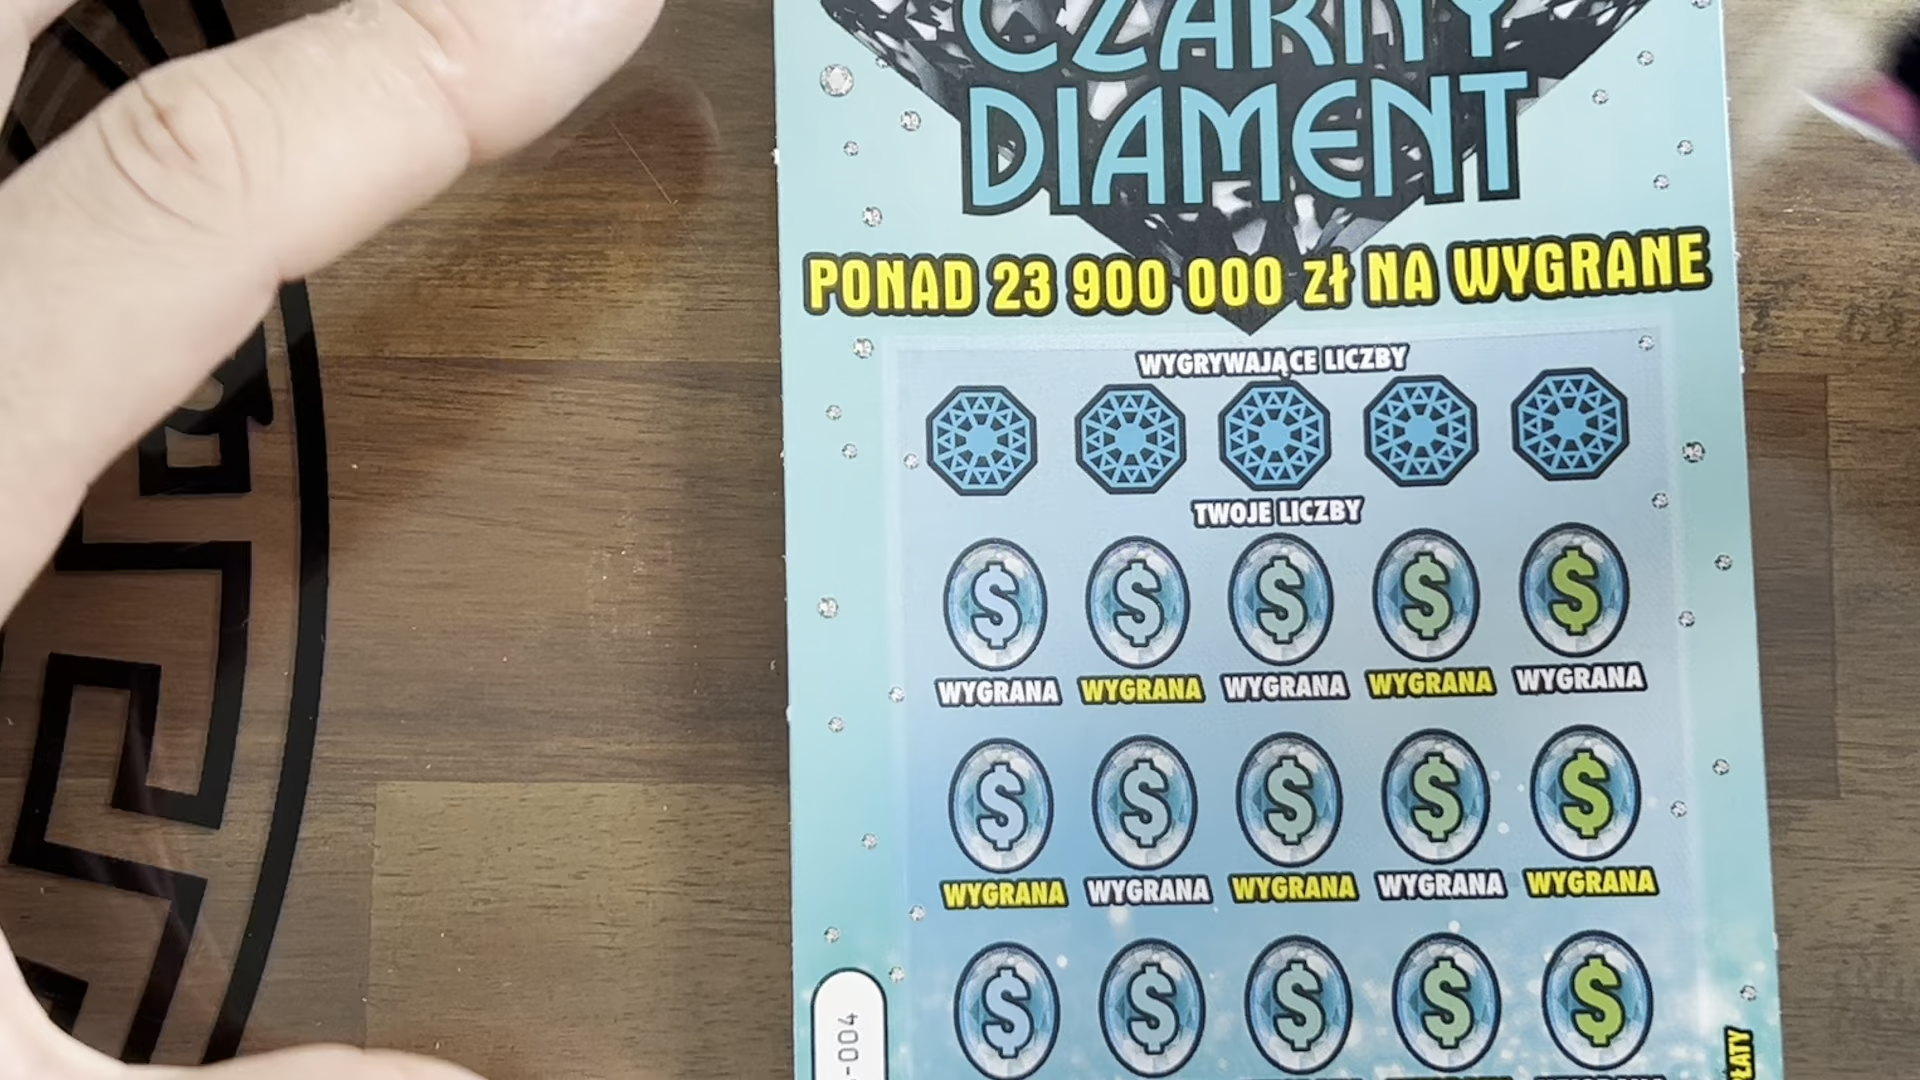 CZARNY
DIAMENT
PONAD 23 900 000 zł NA WYGRANE
WYGRYWAJĄCE LICZBY
TWOJE LICZBY
$ $ $ $ $
WYGRANA WYGRANA WYGRANA WYGRANA WYGRANA
$ $ $ $ $
WYGRANA WYGRANA WYGRANA WYGRANA WYGRANA
$ $ $ $ $
-004